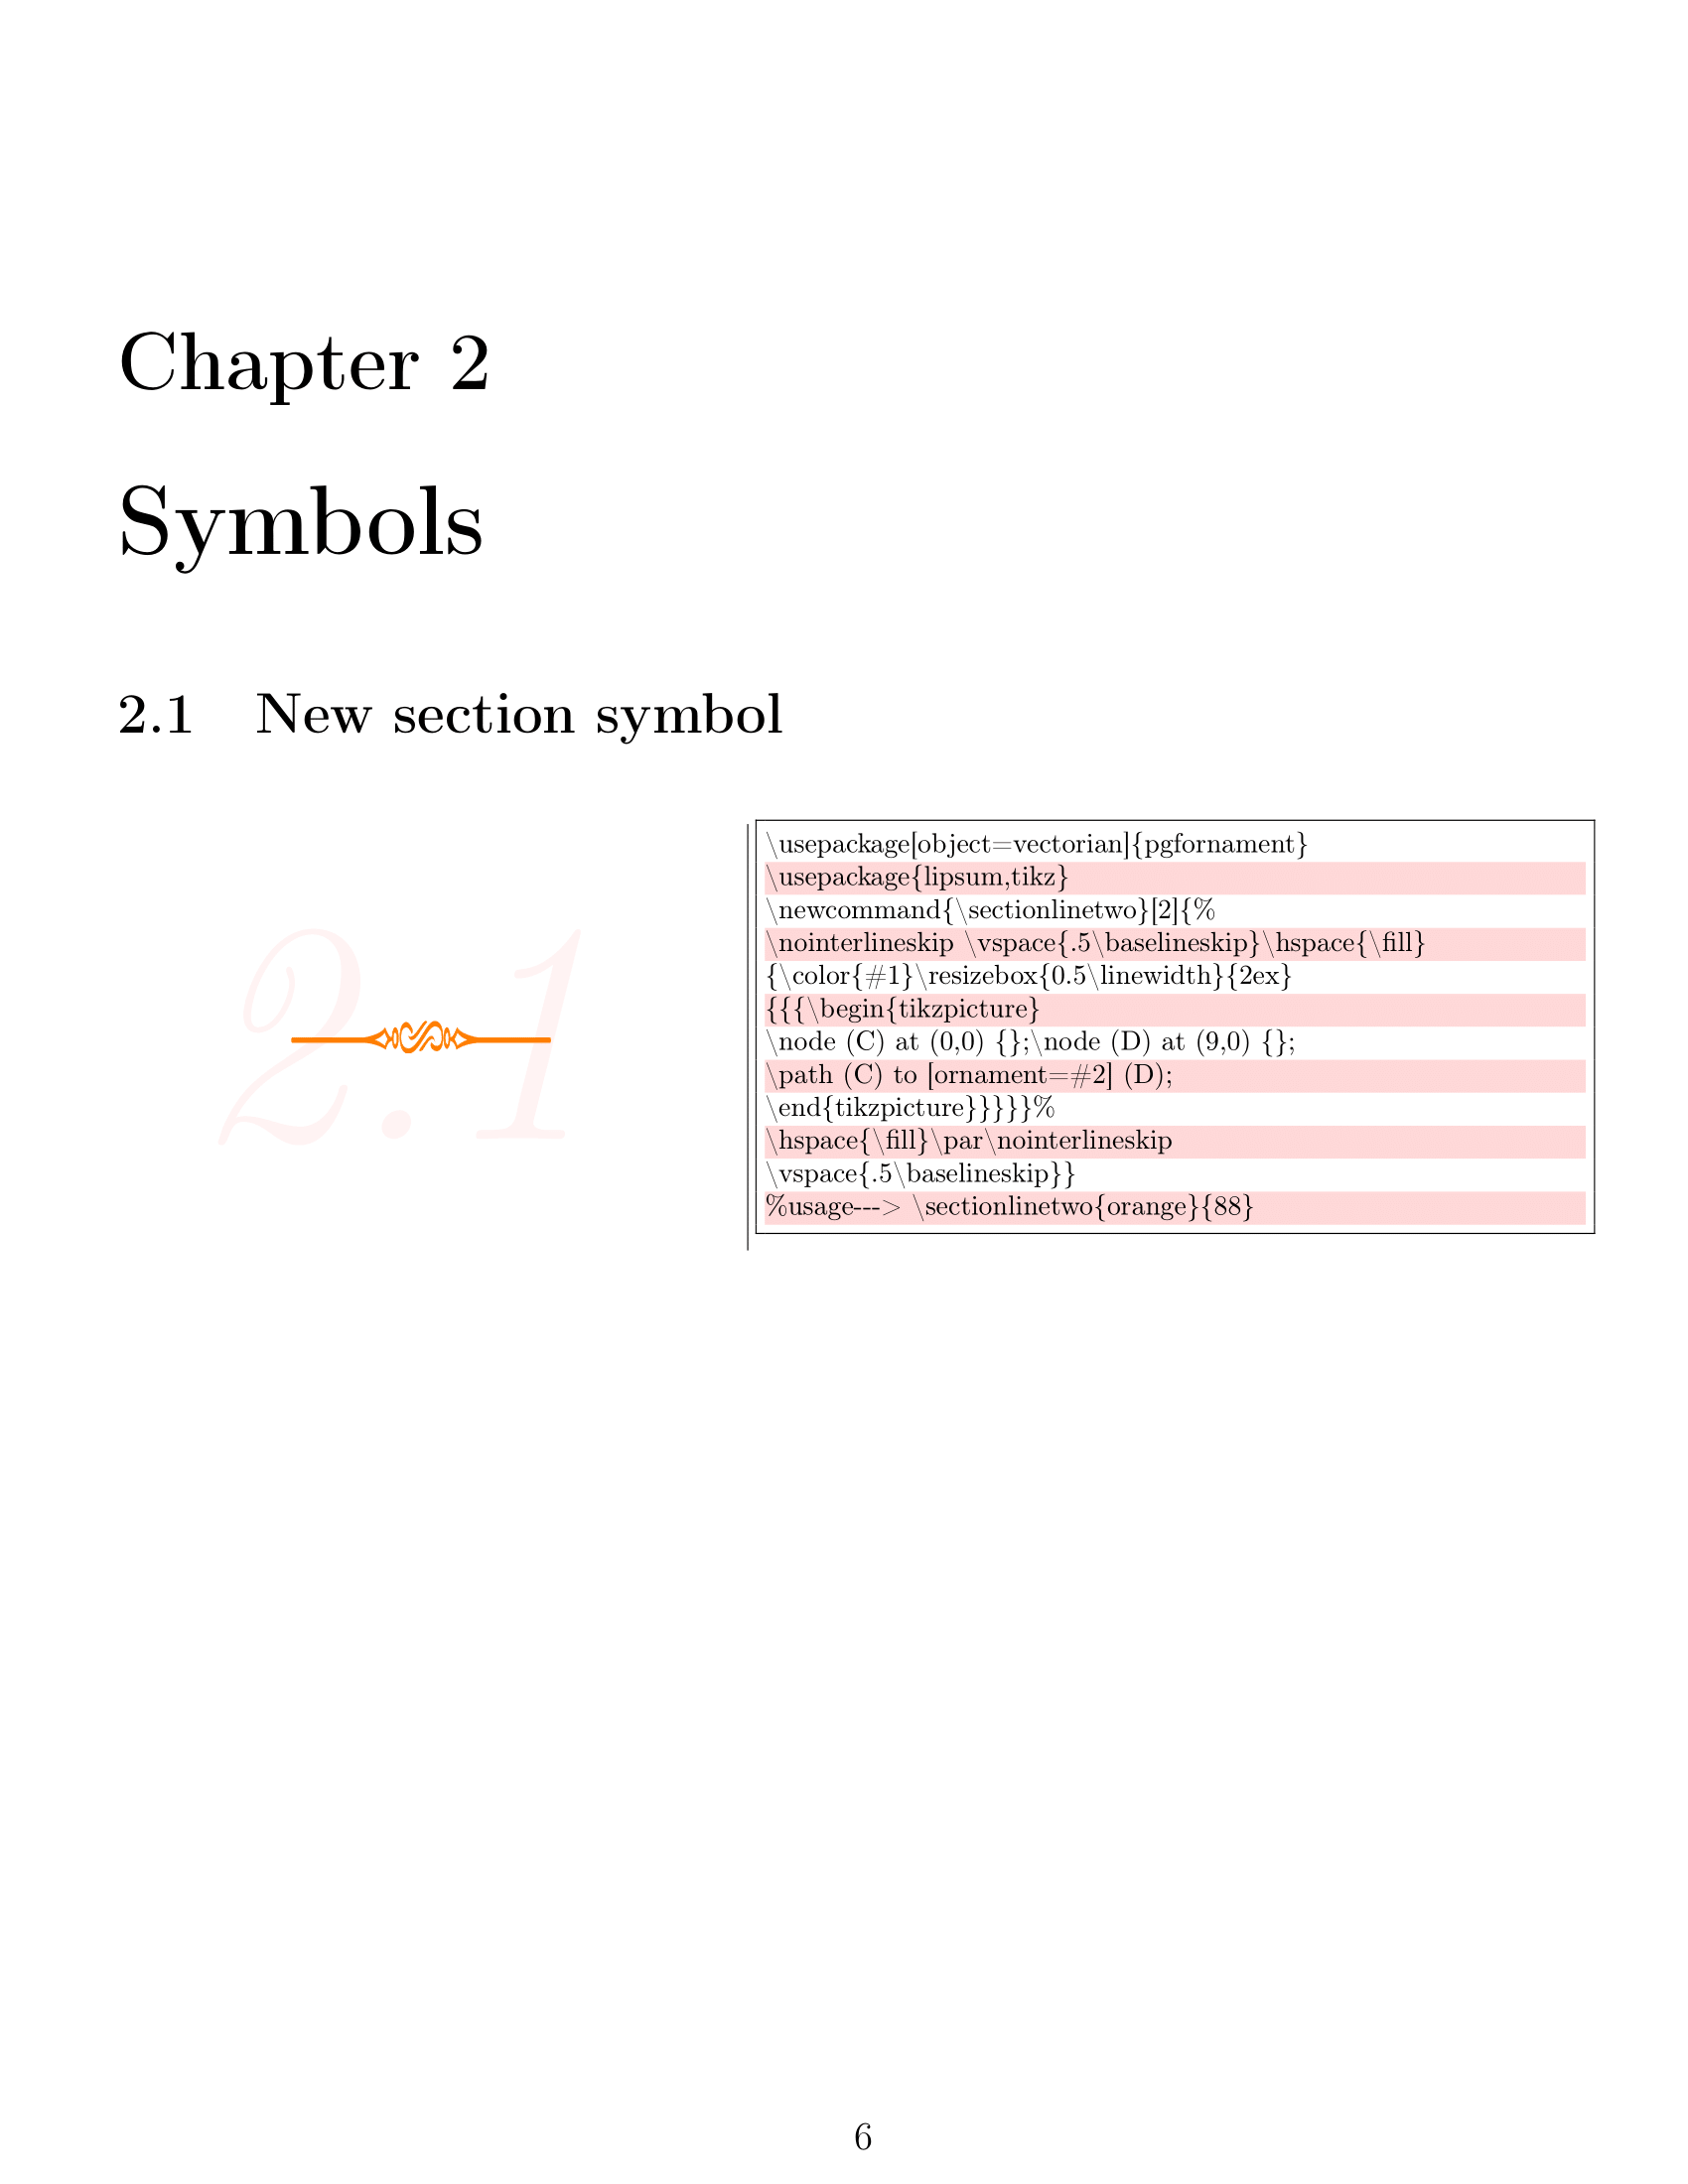 Chapter 2
Symbols
2.1 New section symbol
2.1
\usepackage[object=vectorian]{pgfornament}
\usepackage{lipsum,tikz}
\newcommand{\sectionlinetwo}[2]{%
\nointerlineskip \vspace{.5\baselineskip}\hspace{\fill}
{\color{#1}\resizebox{0.5\linewidth}{2ex}
{{{\begin{tikzpicture}
\node (C) at (0,0) {};\node (D) at (9,0) {};
\path (C) to [ornament=#2] (D);
\end{tikzpicture}}}}}%
\hspace{\fill}\par\nointerlineskip
\vspace{.5\baselineskip}}
%usage---> \sectionlinetwo{orange}{88}
6